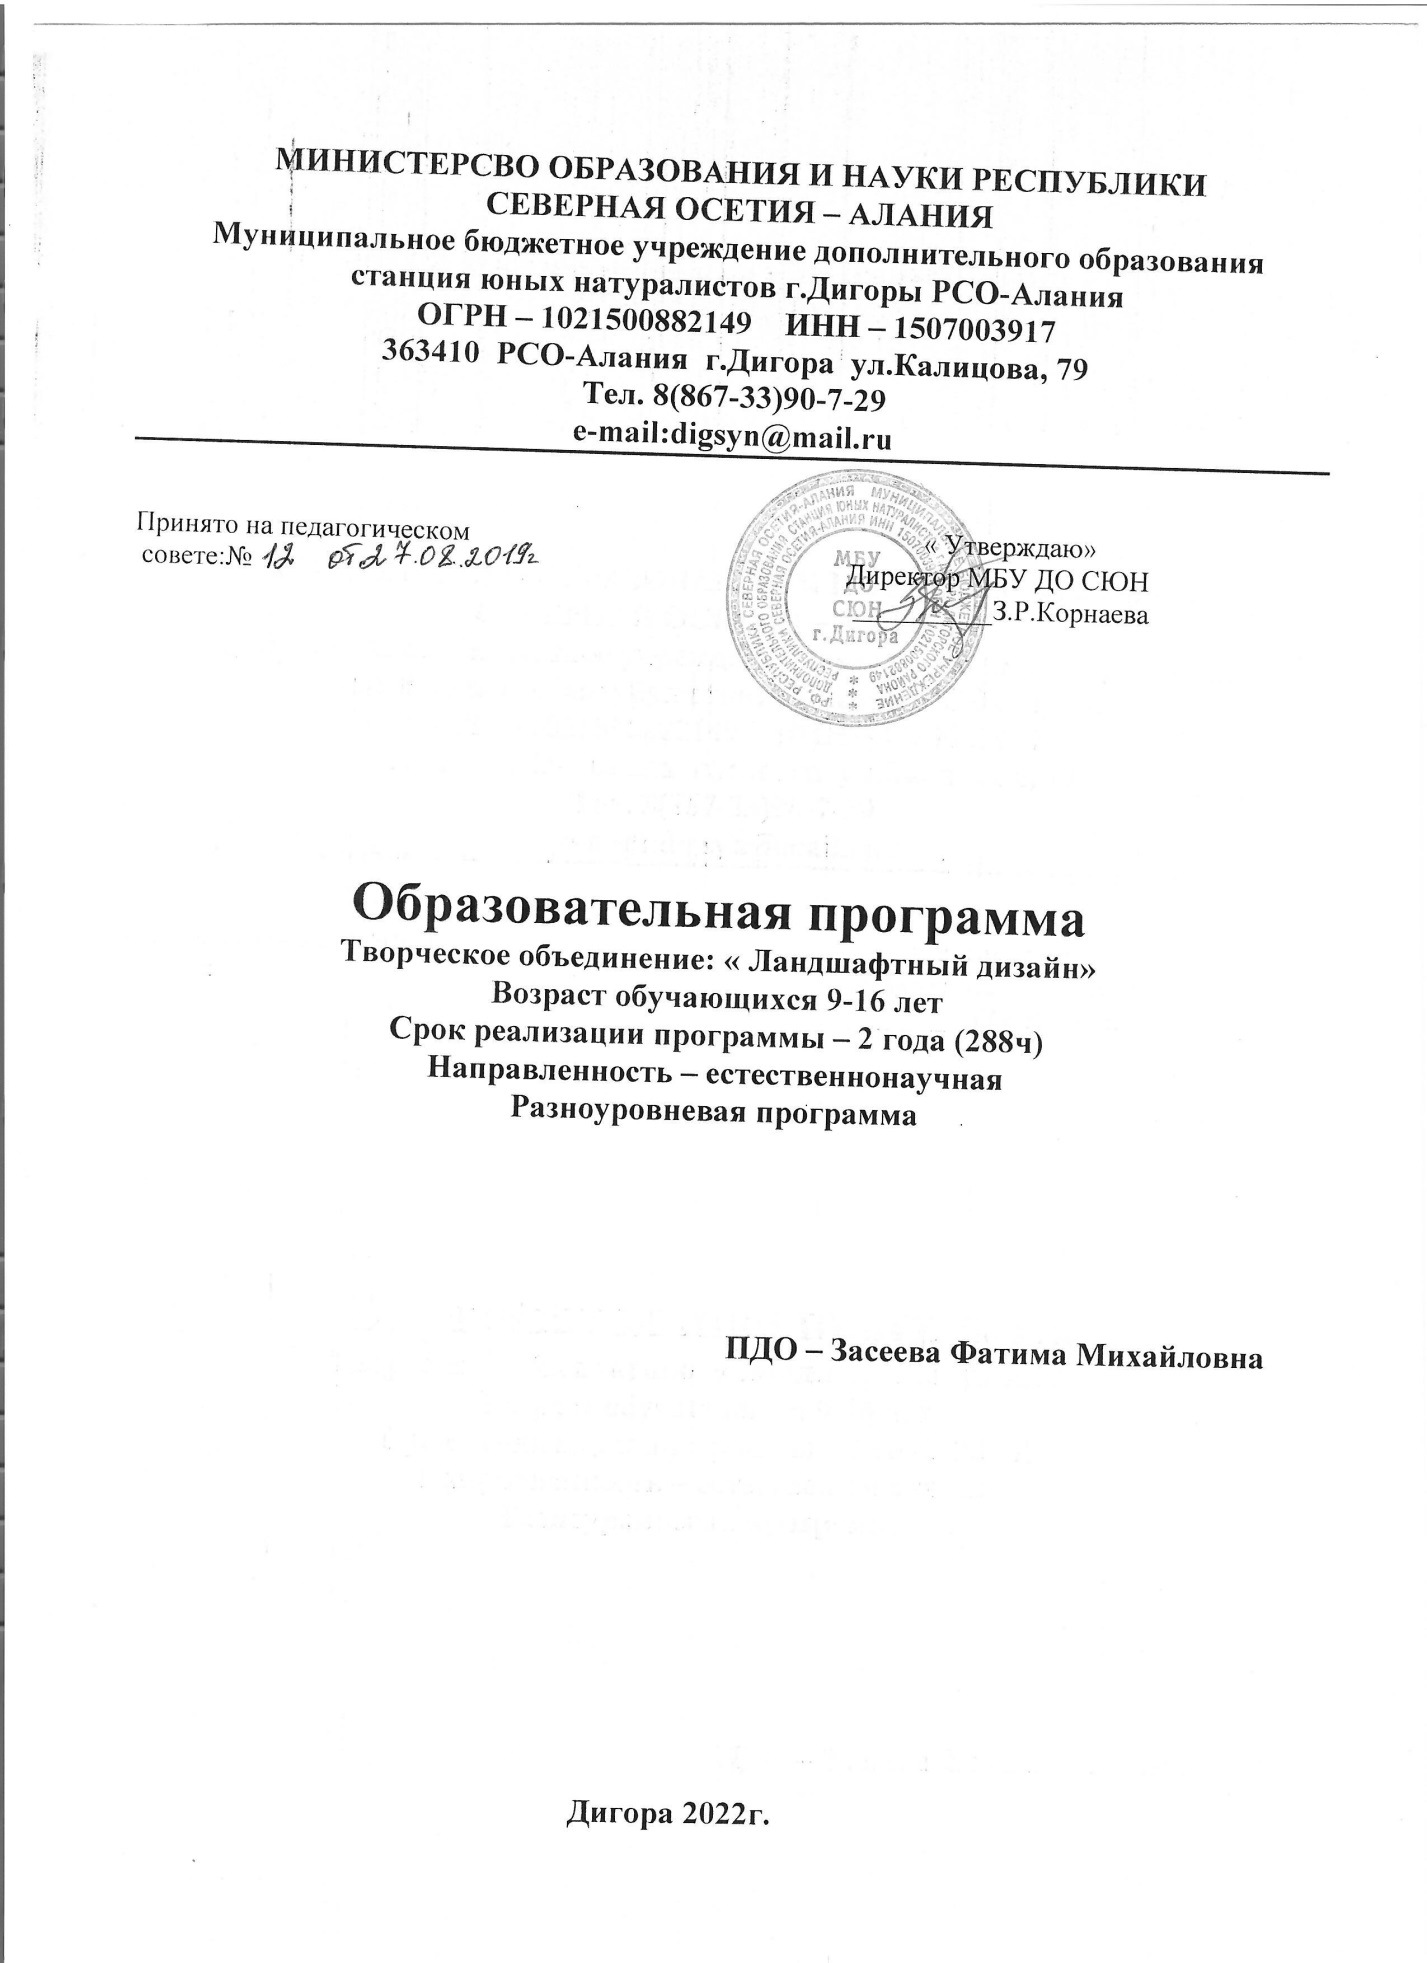 МИНИСТЕРСВО ОБРАЗОВАНИЯ И НАУКИ РЕСПУБЛИКИ
СЕВЕРНАЯ ОСЕТИЯ – АЛАНИЯ
Муниципальное бюджетное учреждение дополнительного образования
станция юных натуралистов г.Дигоры РСО-Алания
ОГРН – 1021500882149 ИНН – 1507003917
363410 РСО-Алания г.Дигора ул.Калицова, 79
Тел. 8(867-33)90-7-29
e-mail:digsyn@mail.ru
Принято на педагогическом
совете:№ 12 от 27.08.2019г
« Утверждаю»
Директор МБУ ДО СЮН
__________З.Р.Корнаева
МБУ
ДО
СЮН
г.Дигора
Образовательная программа
Творческое объединение: « Ландшафтный дизайн»
Возраст обучающихся 9-16 лет
Срок реализации программы – 2 года (288ч)
Направленность – естественнонаучная
Разноуровневая программа
ПДО – Засеева Фатима Михайловна
Дигора 2022г.